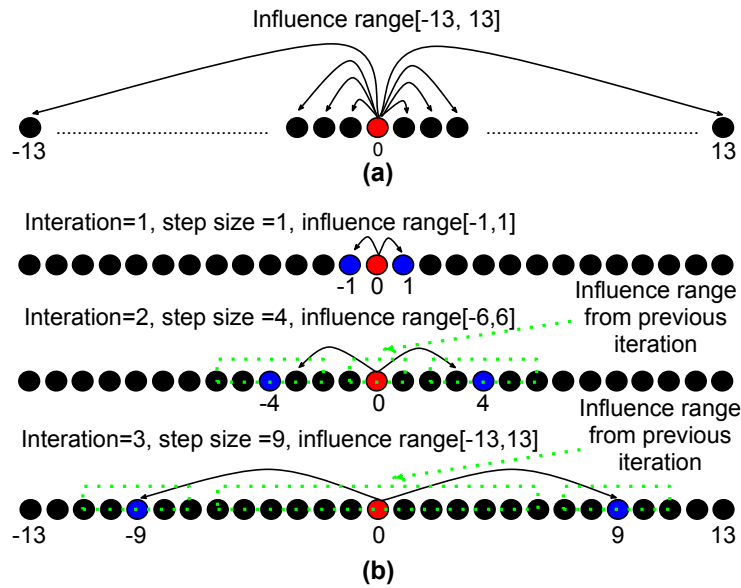 Influence range[-13, 13]
-13 0 13
(a)
Interation=1, step size =1, influence range[-1,1]
-1 0 1
Influence range
from previous
iteration
Interation=2, step size =4, influence range[-6,6]
-4 0 4
Influence range
from previous
iteration
Interation=3, step size =9, influence range[-13,13]
-13 -9 0 9 13
(b)